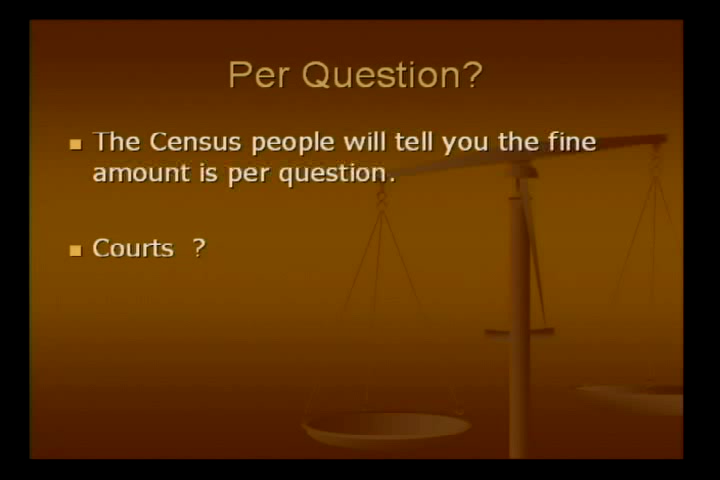 Per Question?
The Census people will tell you the fine
amount is per question.
Courts ?